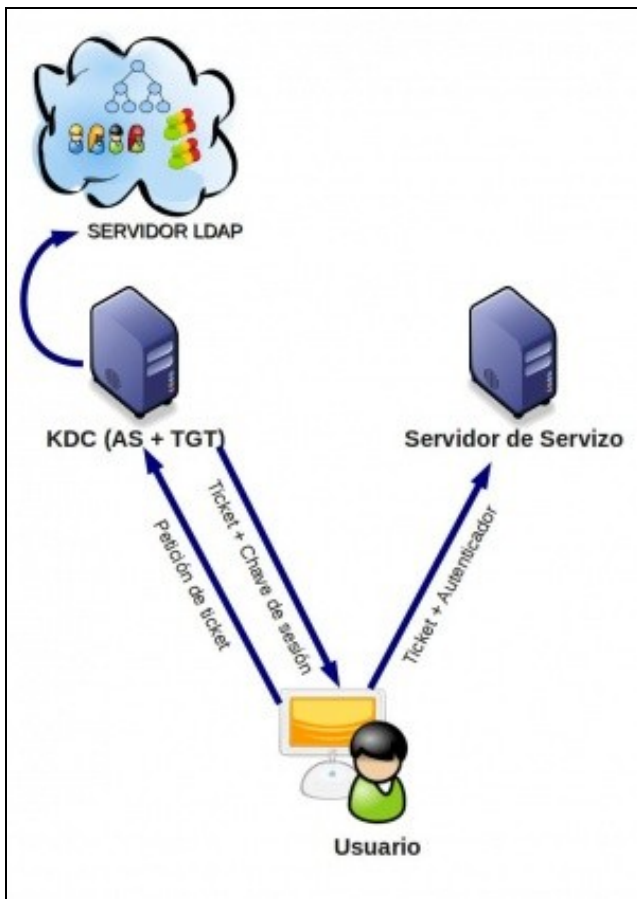 SERVIDOR LDAP
KDC (AS + TGT)
Servidor de Servizo
Petición de ticket
Ticket + Chave de sesión
Ticket + Autenticador
Usuario